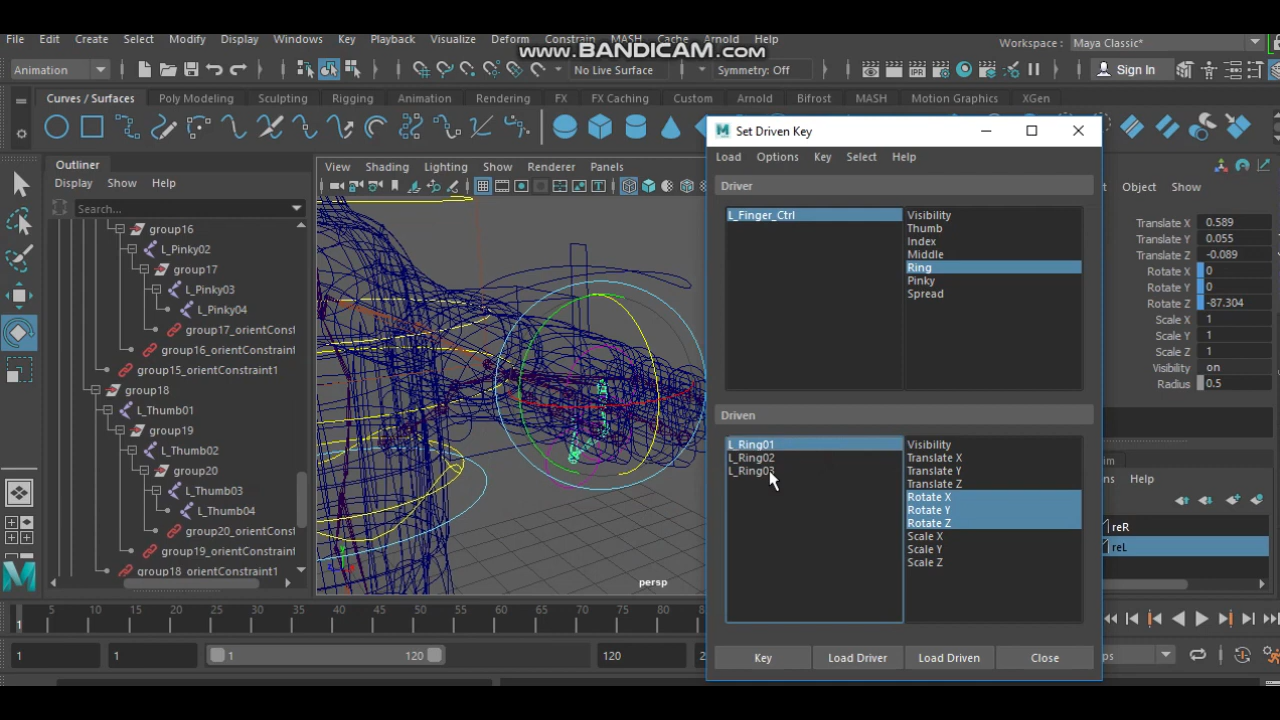 File Edit Create Select Modify Display Windows Key Playback Visualize Deform Constrain MASH Cache Arnold Help
www.BANDICAM.com
Workspace : Maya Classic*
Animation
No Live Surface
Symmetry: Off
IPR
Sign In
Curves / Surfaces Poly Modeling Sculpting Rigging Animation Rendering FX FX Caching Custom Arnold Bifrost MASH Motion Graphics XGen
Outliner
Display Show Help
Search...
group16
L_Pinky02
group17
L_Pinky03
L_Pinky04
group17_orientConst
group16_orientConstraint
group15_orientConstraint1
group18
L_Thumb01
group19
L_Thumb02
group20
L_Thumb03
L_Thumb04
group20_orientConst
group19_orientConstraint
group18_orientConstraint1
View Shading Lighting Show Renderer Panels
persp
Set Driven Key
Load Options Key Select Help
Driver
L_Finger_Ctrl
Visibility
Thumb
Index
Middle
Ring
Pinky
Spread
Driven
L_Ring01
L_Ring02
L_Ring03
Visibility
Translate X
Translate Y
Translate Z
Rotate X
Rotate Y
Rotate Z
Scale X
Scale Y
Scale Z
Key Load Driver Load Driven Close
Object Show
Translate X 0.589
Translate Y 0.055
Translate Z -0.089
Rotate X 0
Rotate Y 0
Rotate Z -87.304
Scale X 1
Scale Y 1
Scale Z 1
Visibility on
Radius 0.5
Help
reR
reL
5 10 15 20 25 30 35 40 45 50 55 60 65 70 75 80 85
1
1 1 1 120 120